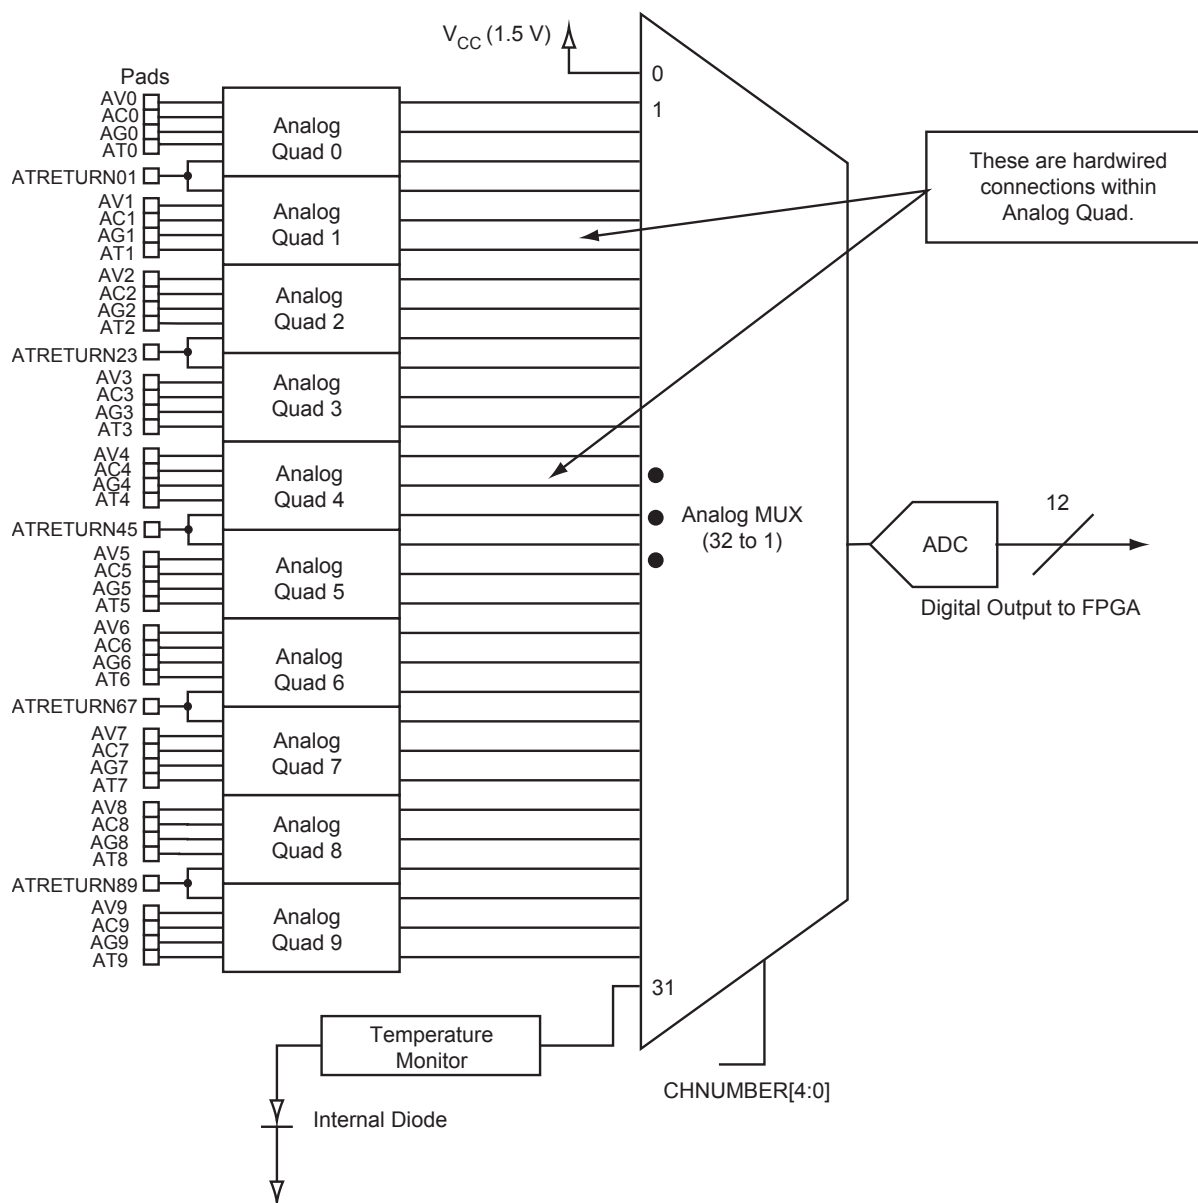 V_CC (1.5 V)
Pads
0
1
AV0
AC0
AG0
AT0
ATRETURN01
AV1
AC1
AG1
AT1
AV2
AC2
AG2
AT2
ATRETURN23
AV3
AC3
AG3
AT3
AV4
AC4
AG4
AT4
ATRETURN45
AV5
AC5
AG5
AT5
AV6
AC6
AG6
AT6
ATRETURN67
AV7
AC7
AG7
AT7
AV8
AC8
AG8
AT8
ATRETURN89
AV9
AC9
AG9
AT9
Analog
Quad 0
Analog
Quad 1
Analog
Quad 2
Analog
Quad 3
Analog
Quad 4
Analog
Quad 5
Analog
Quad 6
Analog
Quad 7
Analog
Quad 8
Analog
Quad 9
These are hardwired
connections within
Analog Quad.
Analog MUX
(32 to 1)
ADC
12
Digital Output to FPGA
31
Temperature
Monitor
CHNUMBER[4:0]
Internal Diode